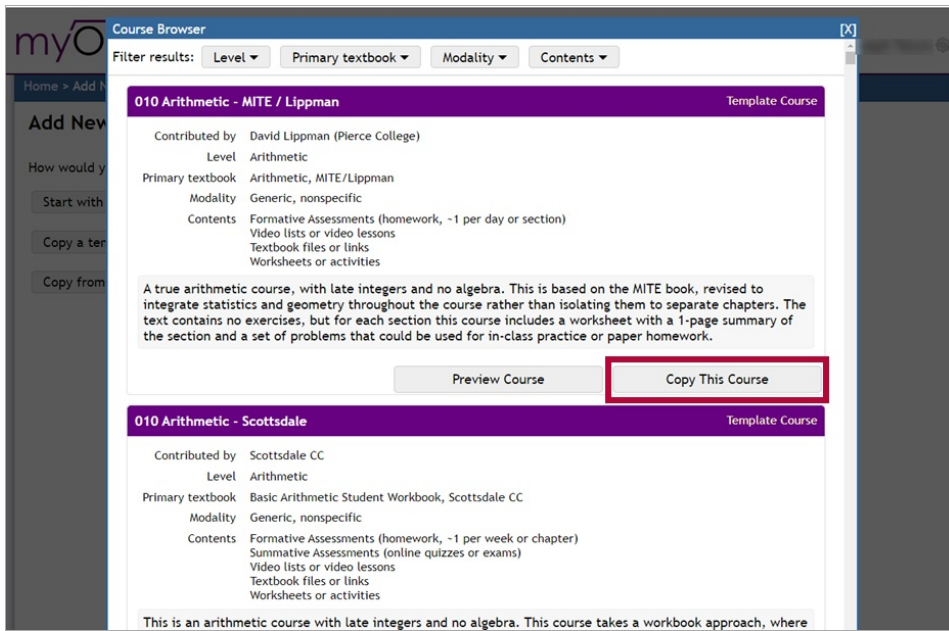 myO
Course Browser [X]
Filter results: Level Primary textbook Modality Contents
Home > Add N
Add New
How would y
Start with
Copy a te
Copy from
010 Arithmetic - MITE / Lippman Template Course
Contributed by David Lippman (Pierce College)
Level Arithmetic
Primary textbook Arithmetic, MITE/Lippman
Modality Generic, nonspecific
Contents Formative Assessments (homework, ~1 per day or section)
Video lists or video lessons
Textbook files or links
Worksheets or activities
A true arithmetic course, with late integers and no algebra. This is based on the MITE book, revised to
integrate statistics and geometry throughout the course rather than isolating them to separate chapters. The
text contains no exercises, but for each section this course includes a worksheet with a 1-page summary of
the section and a set of problems that could be used for in-class practice or paper homework.
Preview Course Copy This Course
010 Arithmetic - Scottsdale Template Course
Contributed by Scottsdale CC
Level Arithmetic
Primary textbook Basic Arithmetic Student Workbook, Scottsdale CC
Modality Generic, nonspecific
Contents Formative Assessments (homework, ~1 per week or chapter)
Summative Assessments (online quizzes or exams)
Video lists or video lessons
Textbook files or links
Worksheets or activities
This is an arithmetic course with late integers and no algebra. This course takes a workbook approach, where